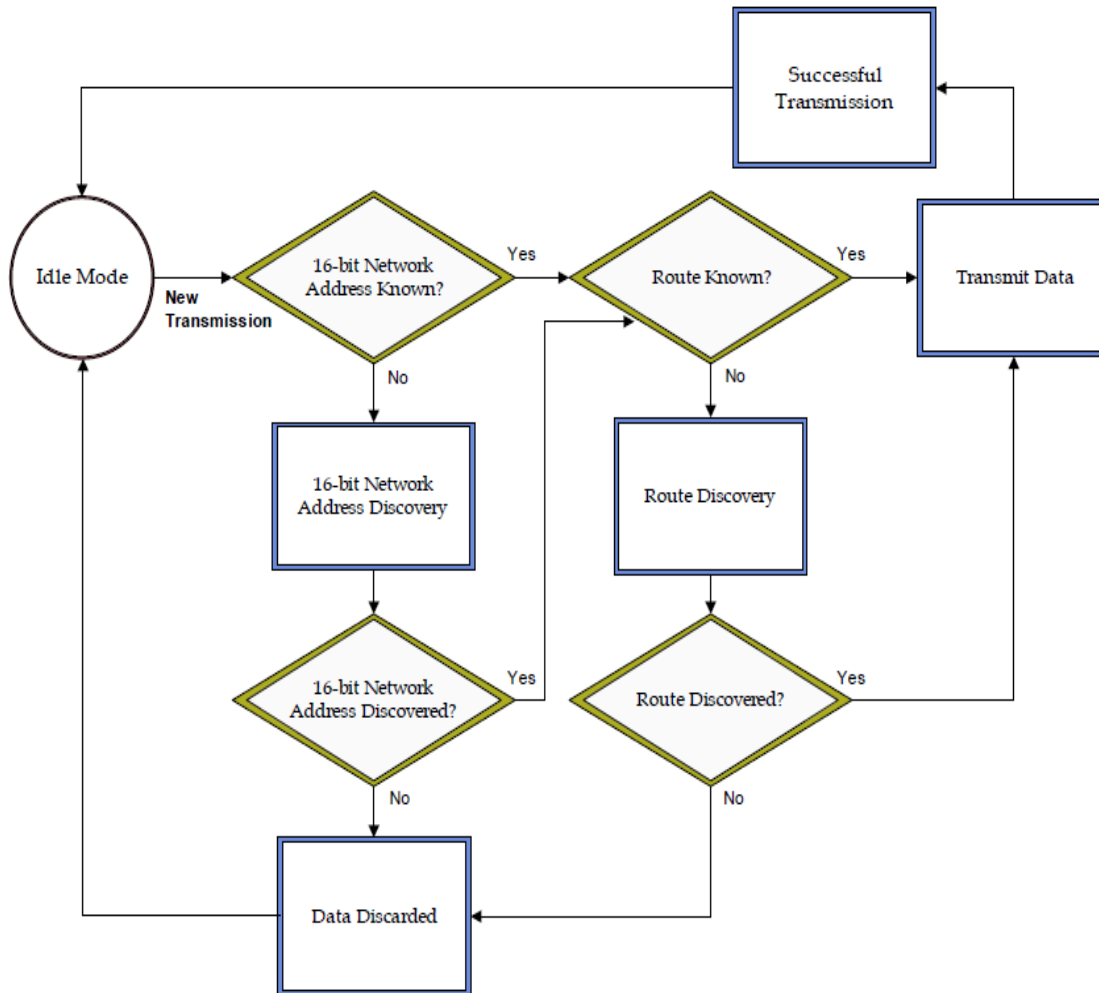 Successful
Transmission
Idle Mode
New
Transmission
16-bit Network
Address Known?
Yes
Route Known?
Yes
Transmit Data
No
No
16-bit Network
Address Discovery
Route Discovery
16-bit Network
Address Discovered?
Yes
Route Discovered?
Yes
No
No
Data Discarded